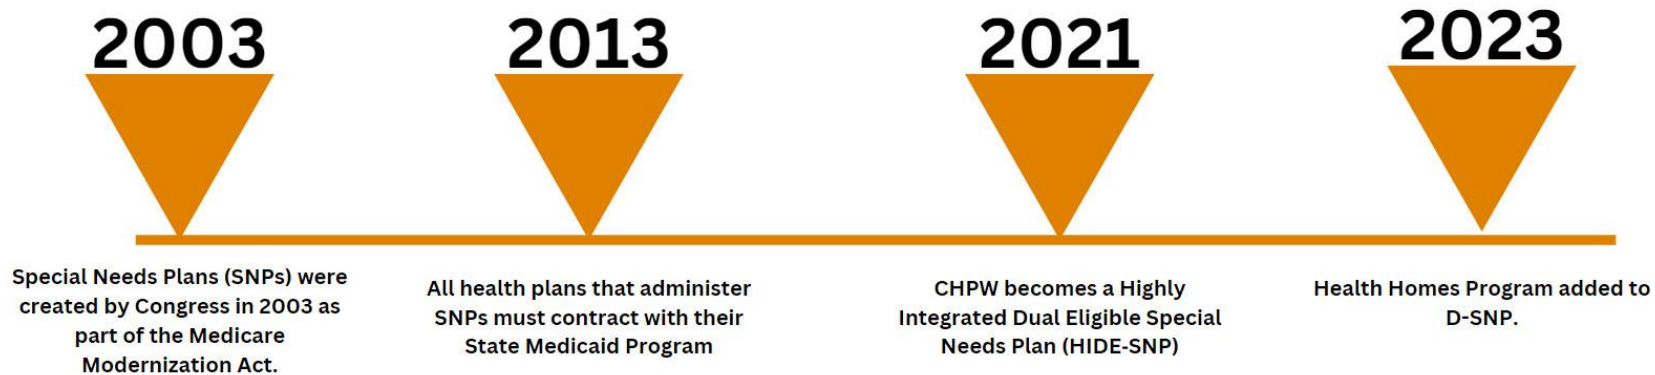 2003
Special Needs Plans (SNPs) were
created by Congress in 2003 as
part of the Medicare
Modernization Act.
2013
All health plans that administer
SNPs must contract with their
State Medicaid Program
2021
CHPW becomes a Highly
Integrated Dual Eligible Special
Needs Plan (HIDE-SNP)
2023
Health Homes Program added to
D-SNP.